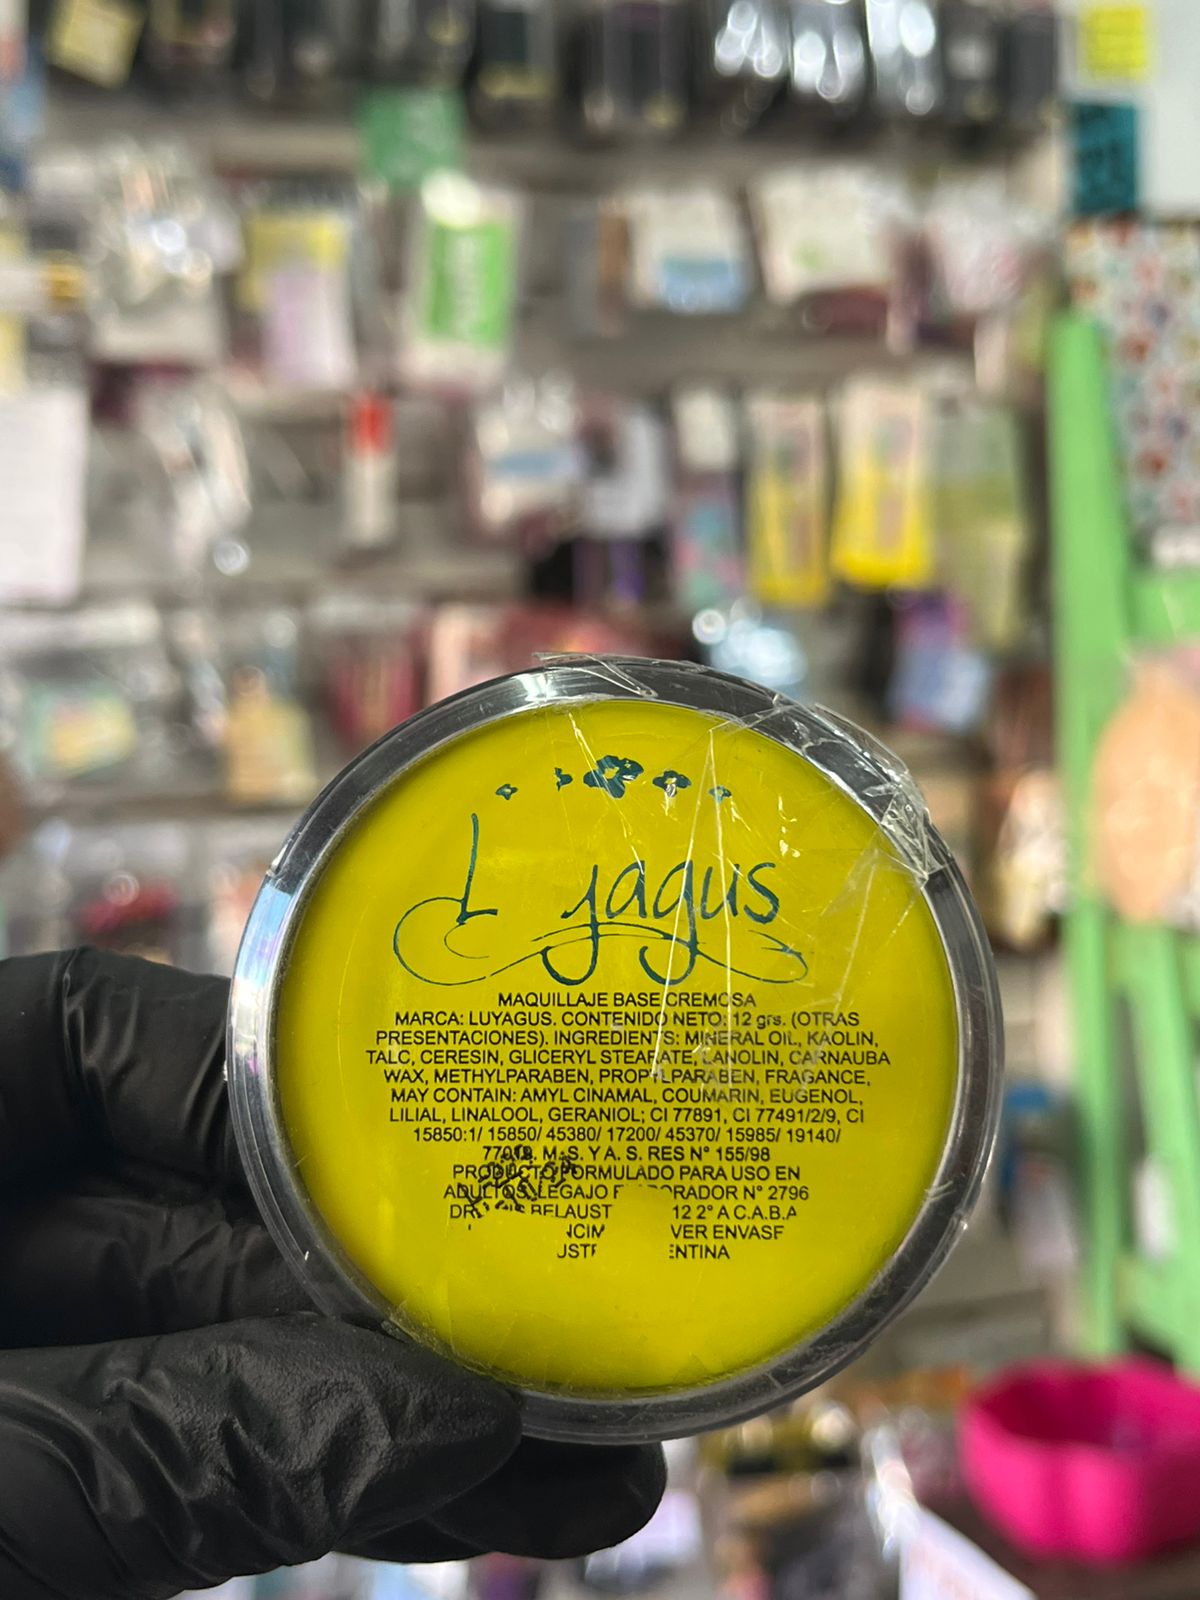 L yagus
MAQUILLAJE BASE CREMOSA
MARCA: LUYAGUS. CONTENIDO NETO: 12 grs. (OTRAS
PRESENTACIONES). INGREDIENTS: MINERAL OIL, KAOLIN,
TALC, CERESIN, GLICERYL STEARATE, LANOLIN, CARNAUBA
WAX, METHYLPARABEN, PROPYLPARABEN, FRAGANCE,
MAY CONTAIN: AMYL CINAMAL, COUMARIN, EUGENOL,
LILIAL, LINALOOL, GERANIOL; CI 77891, CI 77491/2/9, CI
15850:1/ 15850/ 45380/ 17200/ 45370/ 15985/ 19140/
M. S. Y A. S. RES N° 155/98
PRODUCTO FORMULADO PARA USO EN
ADULTOS. LEGAJO ORADOR N° 2796
BELAUST 12 2° A C.A.B.A
VER ENVASE
ENTINA